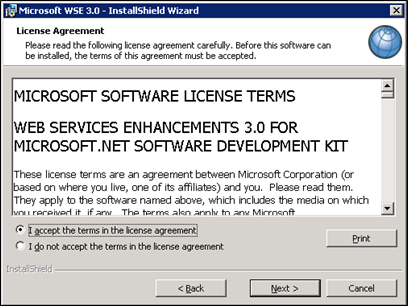 Microsoft WSE 3.0 - InstallShield Wizard
License Agreement
Please read the following license agreement carefully. Before this software can
be installed, the terms of this agreement must be accepted.
MICROSOFT SOFTWARE LICENSE TERMS
WEB SERVICES ENHANCEMENTS 3.0 FOR
MICROSOFT.NET SOFTWARE DEVELOPMENT KIT
These license terms are an agreement between Microsoft Corporation (or
based on where you live, one of its affiliates) and you. Please read them.
They apply to the software named above, which includes the media on which
you received it, if any. The terms also apply to any Microsoft
I accept the terms in the license agreement
I do not accept the terms in the license agreement
Print
InstallShield
< Back
Next >
Cancel